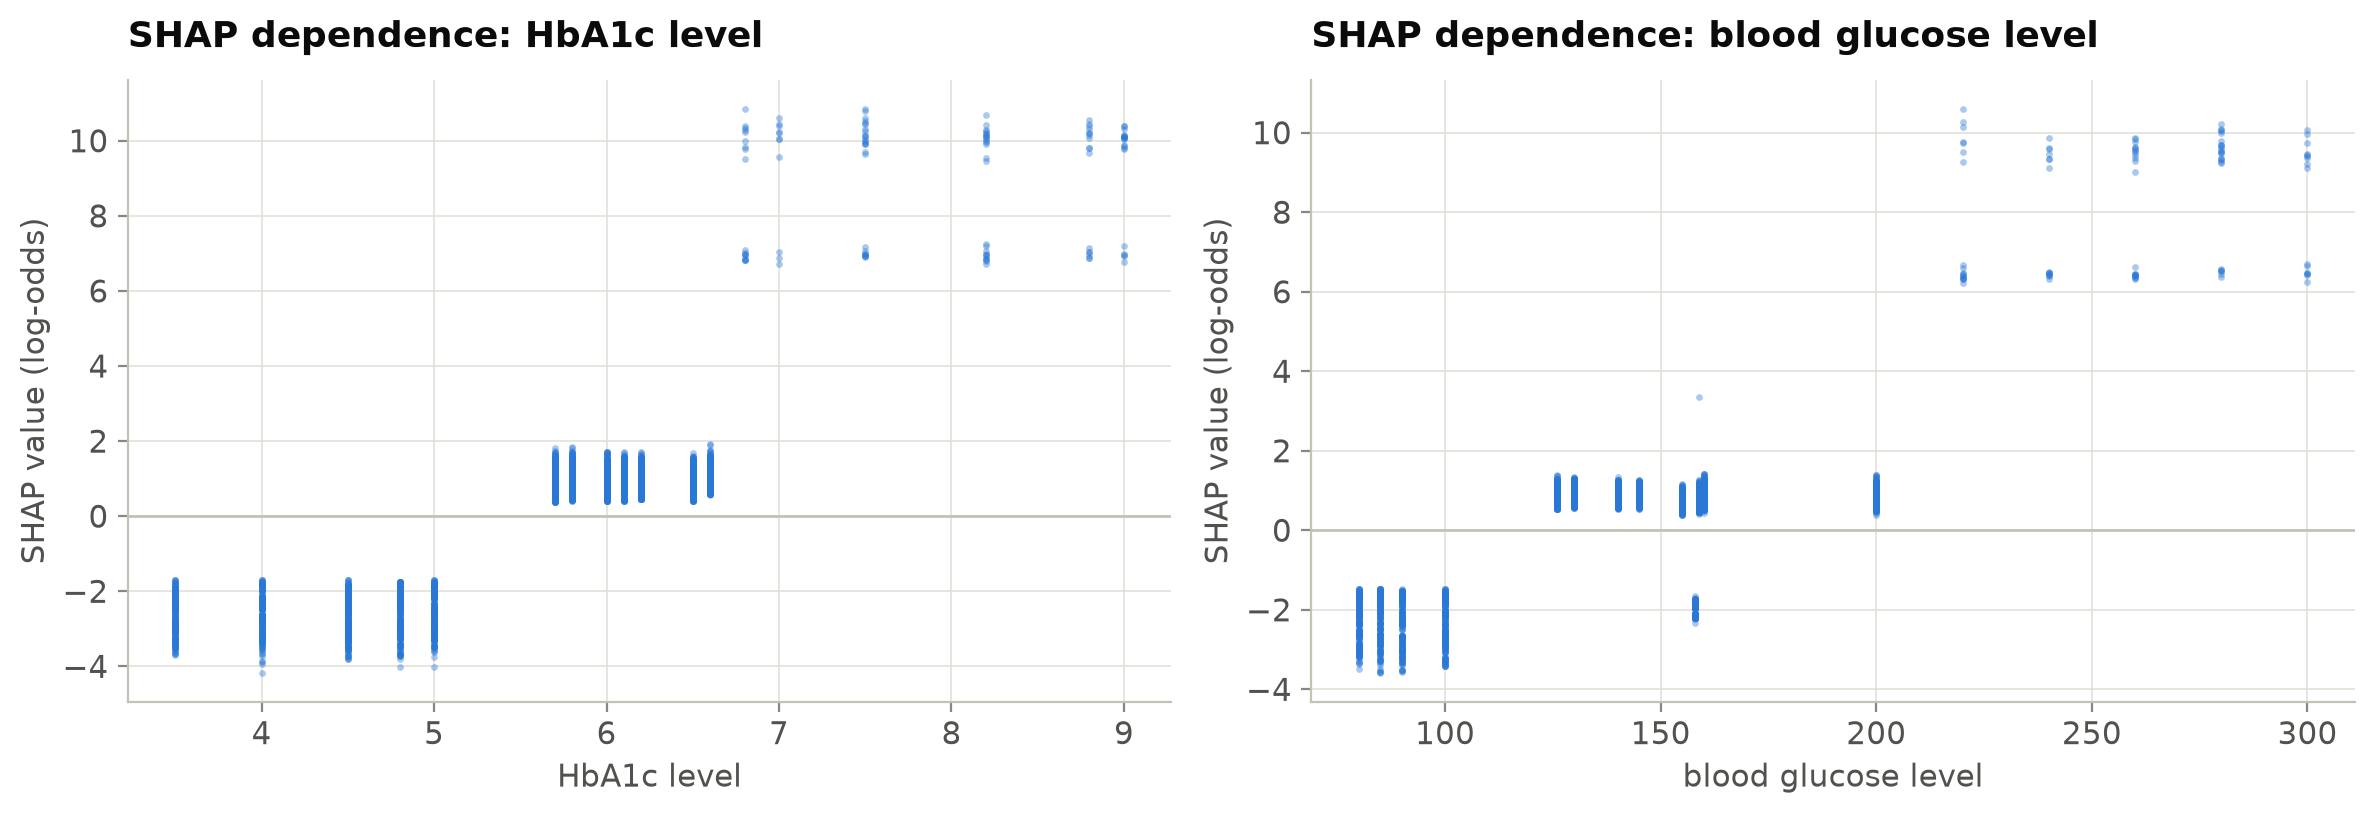 SHAP dependence: HbA1c level
SHAP value (log-odds)
10
8
6
4
2
0
−2
−4
4 5 6 7 8 9
HbA1c level
SHAP dependence: blood glucose level
SHAP value (log-odds)
10
8
6
4
2
0
−2
−4
100 150 200 250 300
blood glucose level